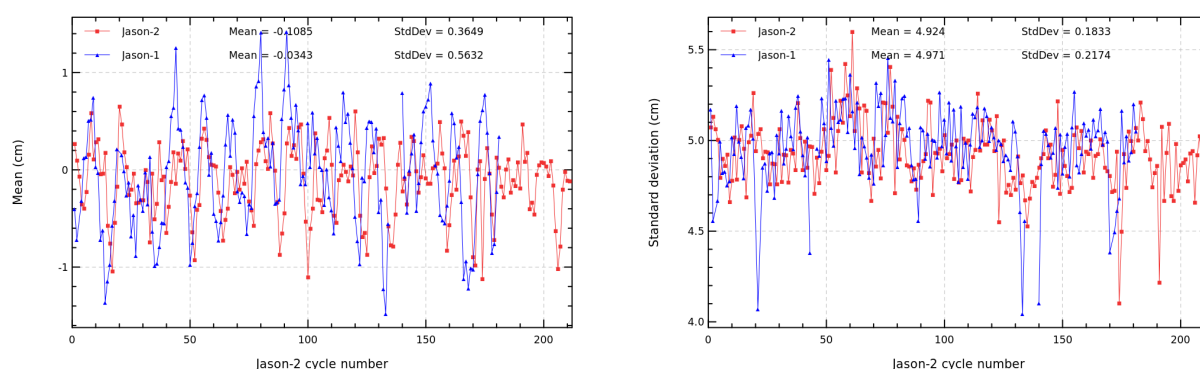 Jason-2 Mean = -0.1085 StdDev = 0.3649
Jason-1 Mean = -0.0343 StdDev = 0.5632
1
0
-1
Mean (cm)
0 50 100 150 200
Jason-2 cycle number
Jason-2 Mean = 4.924 StdDev = 0.1833
Jason-1 Mean = 4.971 StdDev = 0.2174
5.5
5.0
4.5
4.0
Standard deviation (cm)
0 50 100 150 200
Jason-2 cycle number